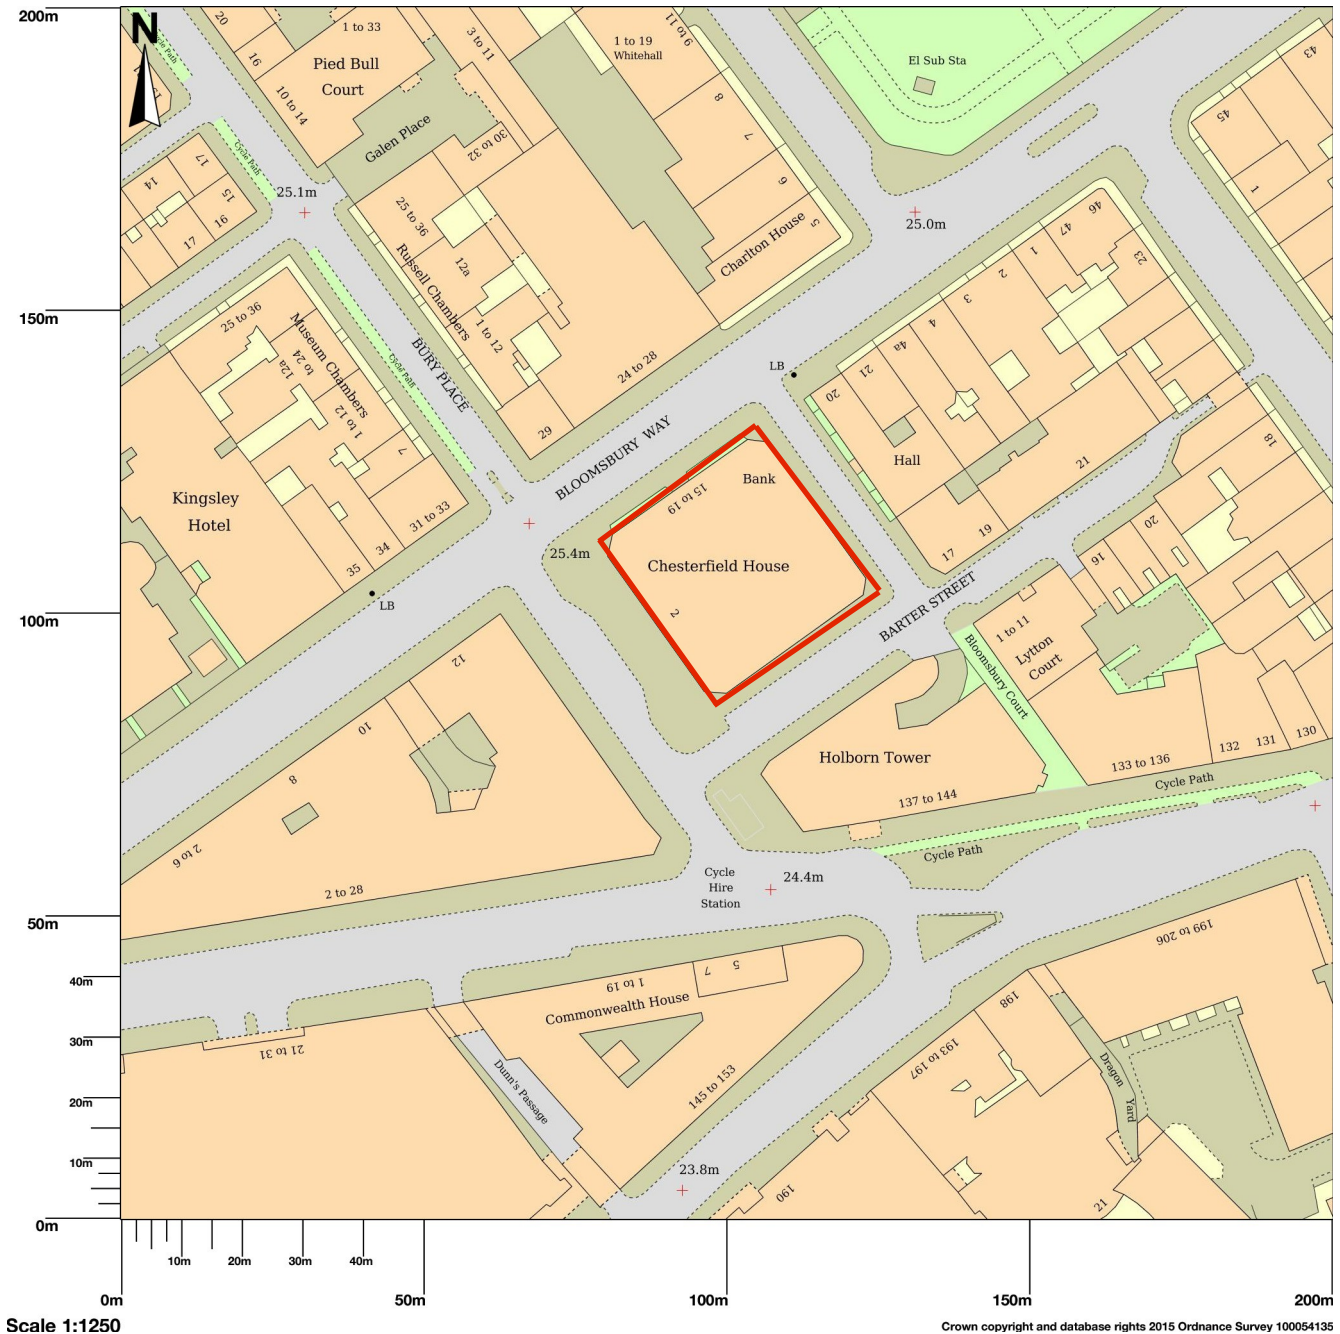 200m
N
Cycle Path
20
16
1 to 33
Pied Bull
Court
10 to 14
3 to 11
Galen Place
30 to 32
1 to 19
Whitehall
9 to 11
8
7
6
5
Charlton House
El Sub Sta
43
45
1
17
14
15
16
17
Cycle Path
25.1m
25.0m
25 to 36
12a
Russell Chambers
1 to 12
24 to 28
29
46
47
1
2
3
4
4a
21
20
23
150m
25 to 36
Museum Chambers
12a to 24
1 to 12
7
Cycle Path
BURY PLACE
LB
BLOOMSBURY WAY
Kingsley
Hotel
31 to 33
34
35
LB
25.4m
15 to 19
Bank
Chesterfield House
2
Hall
21
19
17
18
20
16
BARTER STREET
100m
1 to 11
Lytton
Court
Bloomsbury Court
12
10
8
2 to 6
2 to 28
Holborn Tower
137 to 144
133 to 136
132
131
130
Cycle Path
Cycle Path
Cycle
Hire
Station
24.4m
50m
40m
30m
20m
10m
0m
1 to 19
7
5
Commonwealth House
145 to 153
21 to 31
Dunn's Passage
199 to 206
198
193 to 197
Dragon Yard
190
21
23.8m
10m
20m
30m
40m
0m
50m
100m
150m
200m
Scale 1:1250
Crown copyright and database rights 2015 Ordnance Survey 100054135